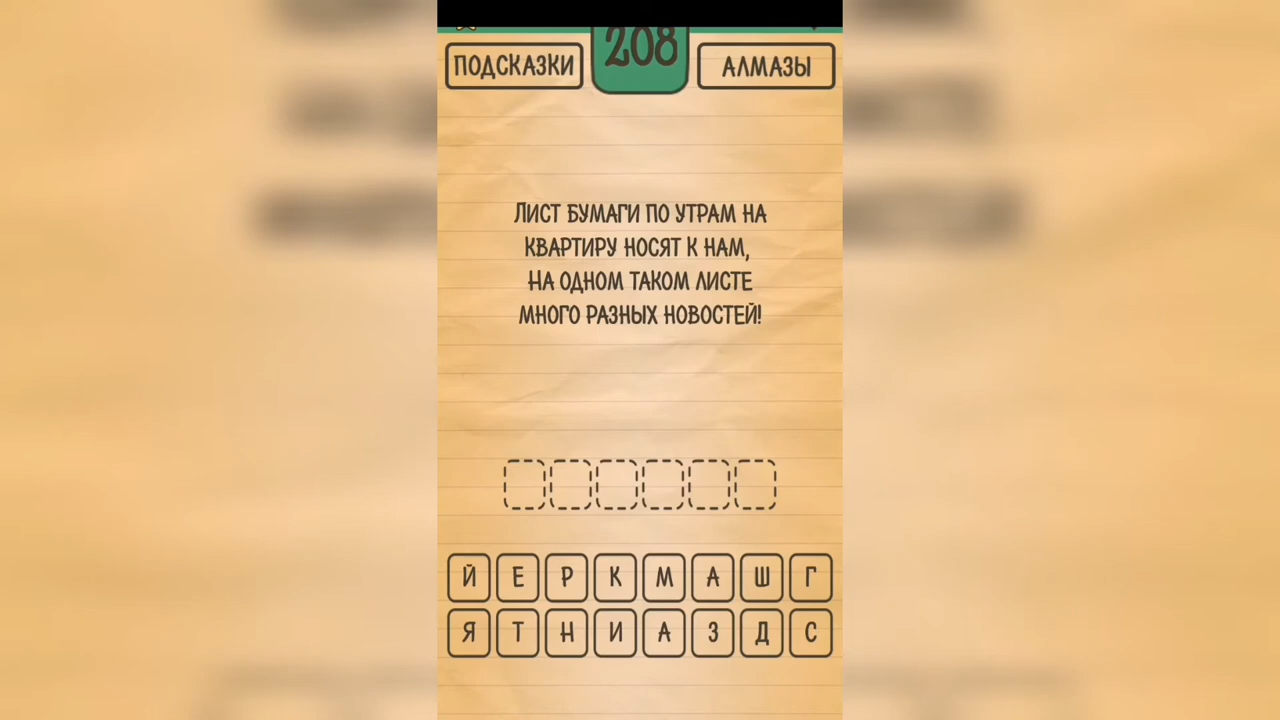 208
ПОДСКАЗКИ
АЛМАЗЫ
ЛИСТ БУМАГИ ПО УТРАМ НА
КВАРТИРУ НОСЯТ К НАМ,
НА ОДНОМ ТАКОМ ЛИСТЕ
МНОГО РАЗНЫХ НОВОСТЕЙ!
Й Е Р К М А Ш Г
Я Т Н И А З Д С